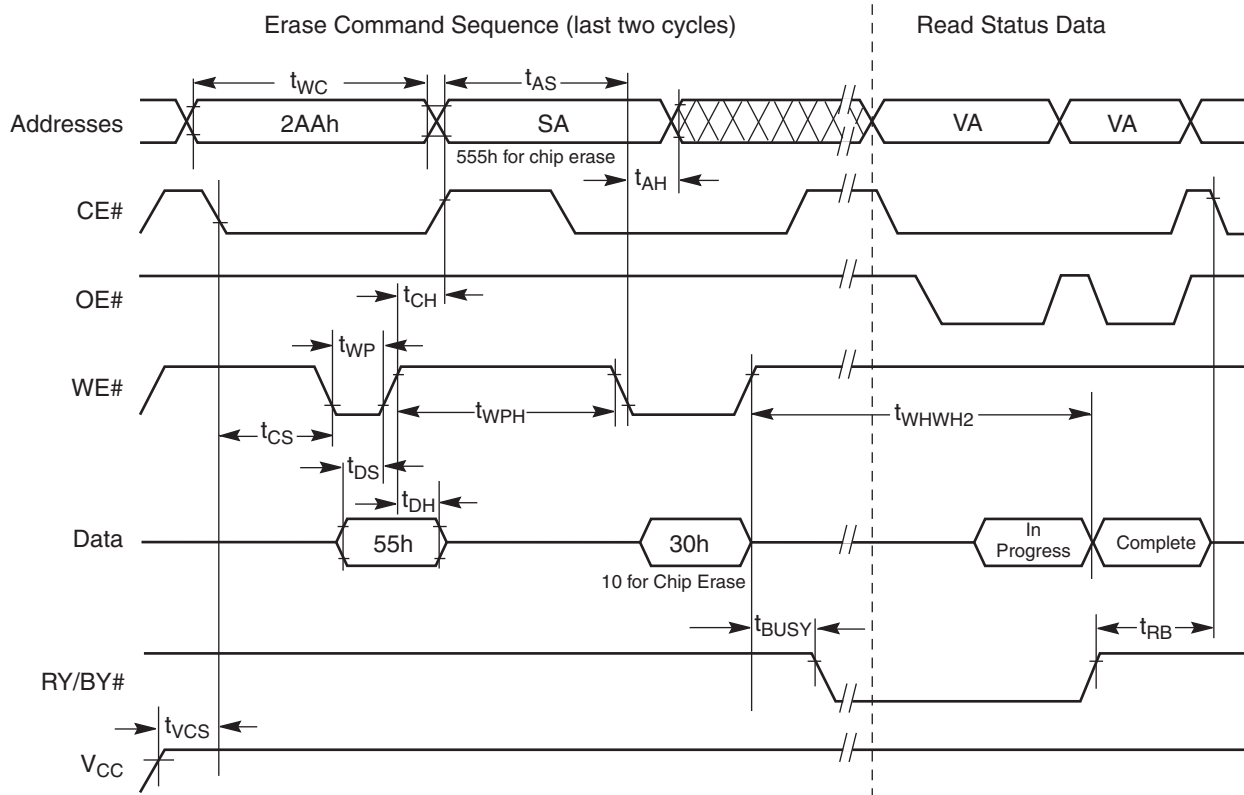 Erase Command Sequence (last two cycles)
Read Status Data
tWC
tAS
Addresses
2AAh
SA
VA
VA
555h for chip erase
tAH
CE#
tCH
OE#
tWP
WE#
tWPH
tWHWH2
tCS
tDS
tDH
Data
55h
30h
In
Progress
Complete
10 for Chip Erase
tBUSY
tRB
RY/BY#
tVCS
VCC